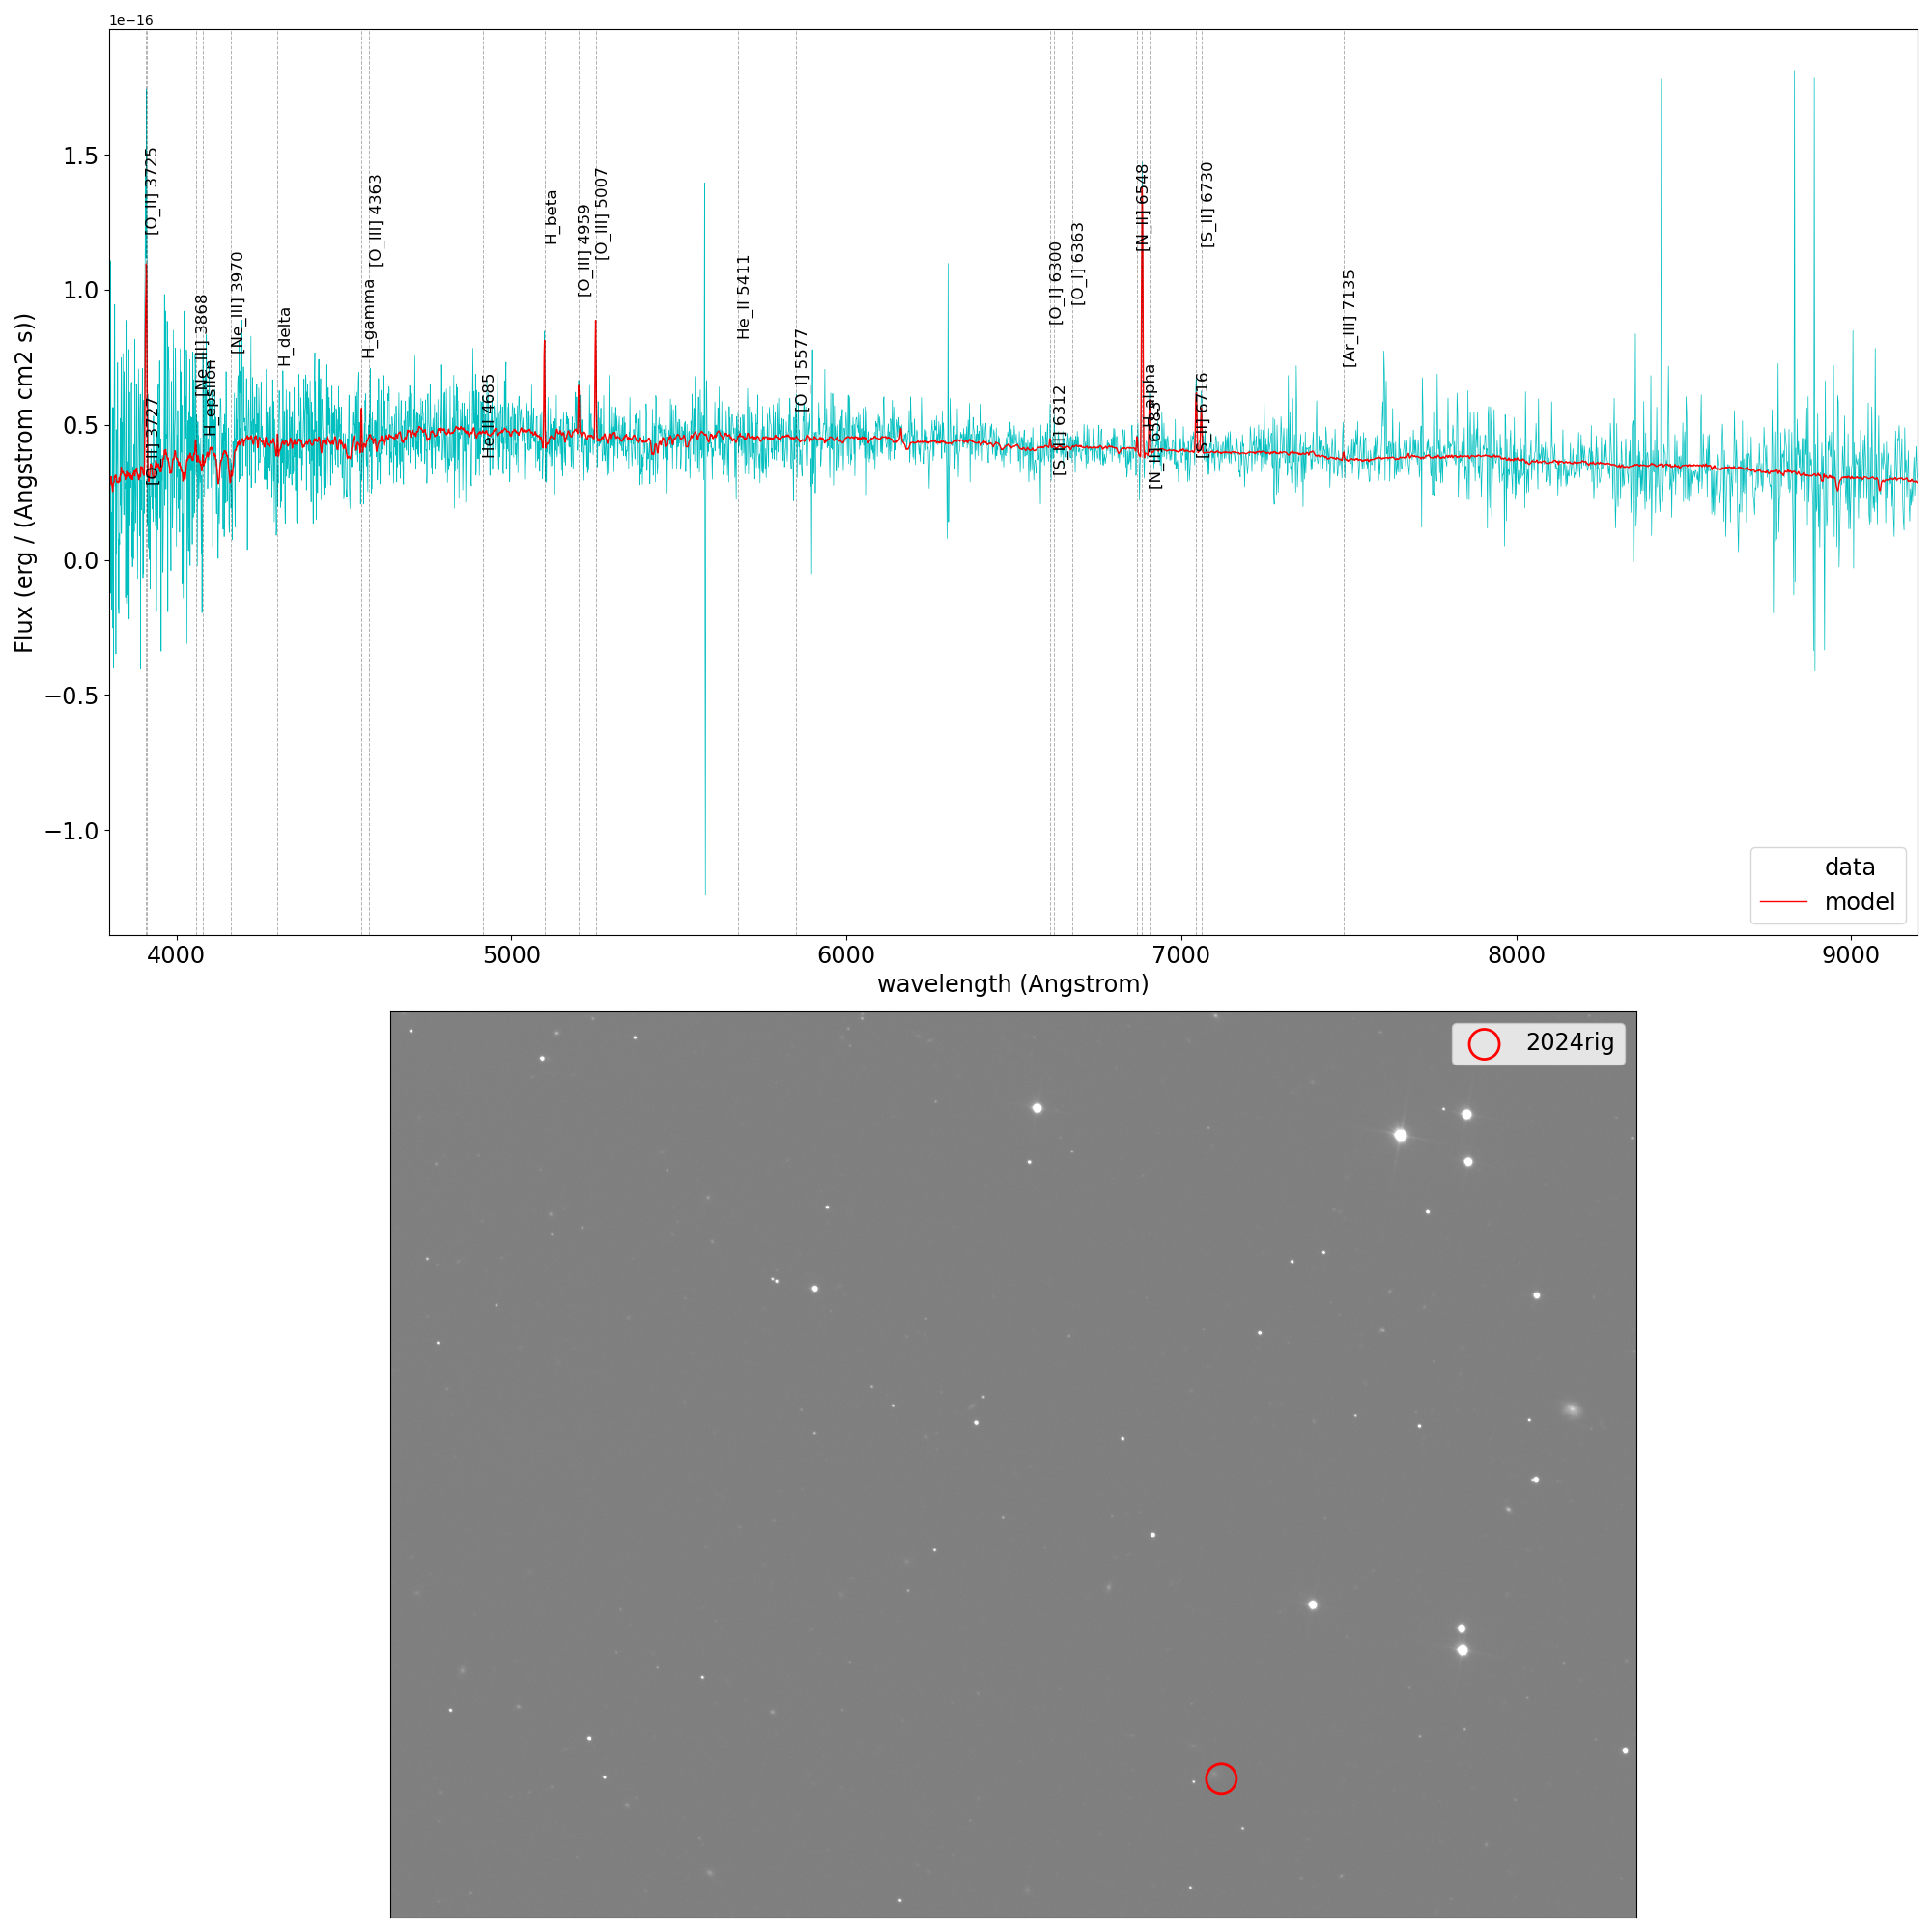 1e−16
[O_II] 3725
[O_II] 3727
[Ne_III] 3868
H_epsilon
[Ne_III] 3970
H_delta
H_gamma
[O_III] 4363
He_II 4685
H_beta
[O_III] 4959
[O_III] 5007
He_II 5411
[O_I] 5577
[O_I] 6300
[S_II] 6312
[O_I] 6363
[N_II] 6548
H_alpha
[N_II] 6583
[S_II] 6716
[S_II] 6730
[Ar_III] 7135
1.5
1.0
0.5
0.0
−0.5
−1.0
Flux (erg / (Angstrom cm2 s))
data
model
4000 5000 6000 7000 8000 9000
wavelength (Angstrom)
2024rig